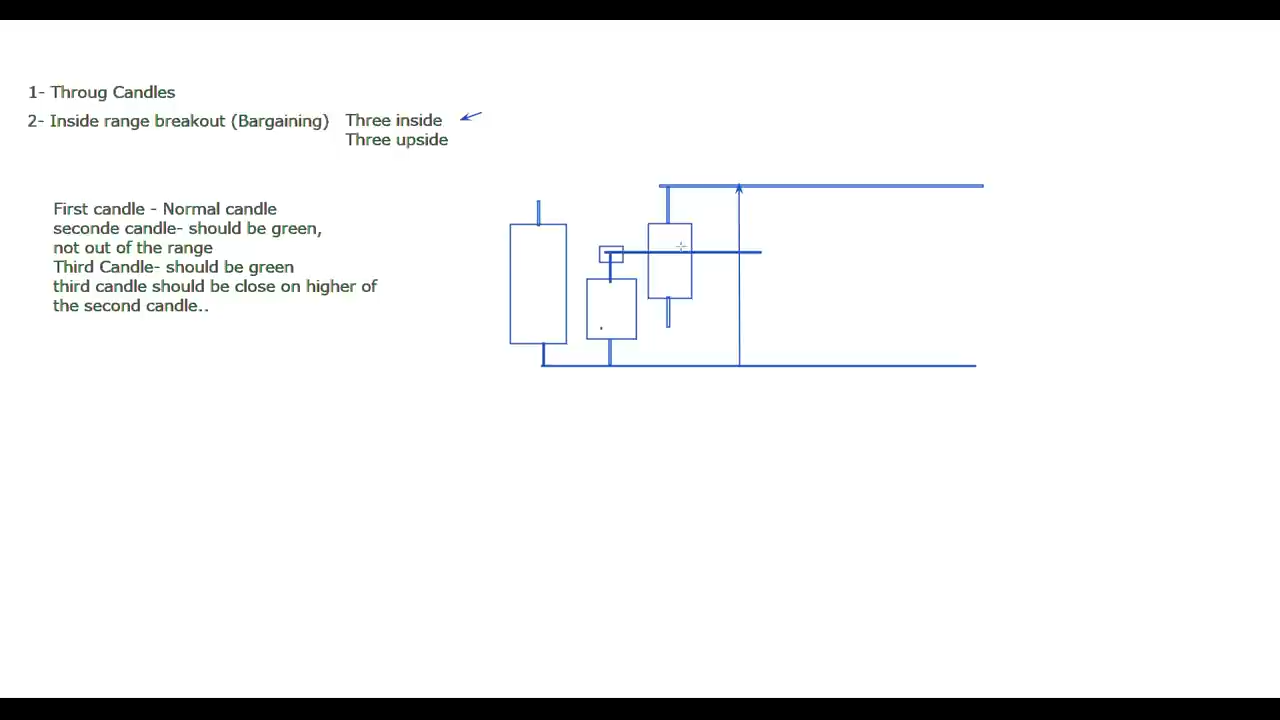 1- Throug Candles
2- Inside range breakout (Bargaining) Three inside
Three upside
First candle - Normal candle
seconde candle- should be green,
not out of the range
Third Candle- should be green
third candle should be close on higher of
the second candle..